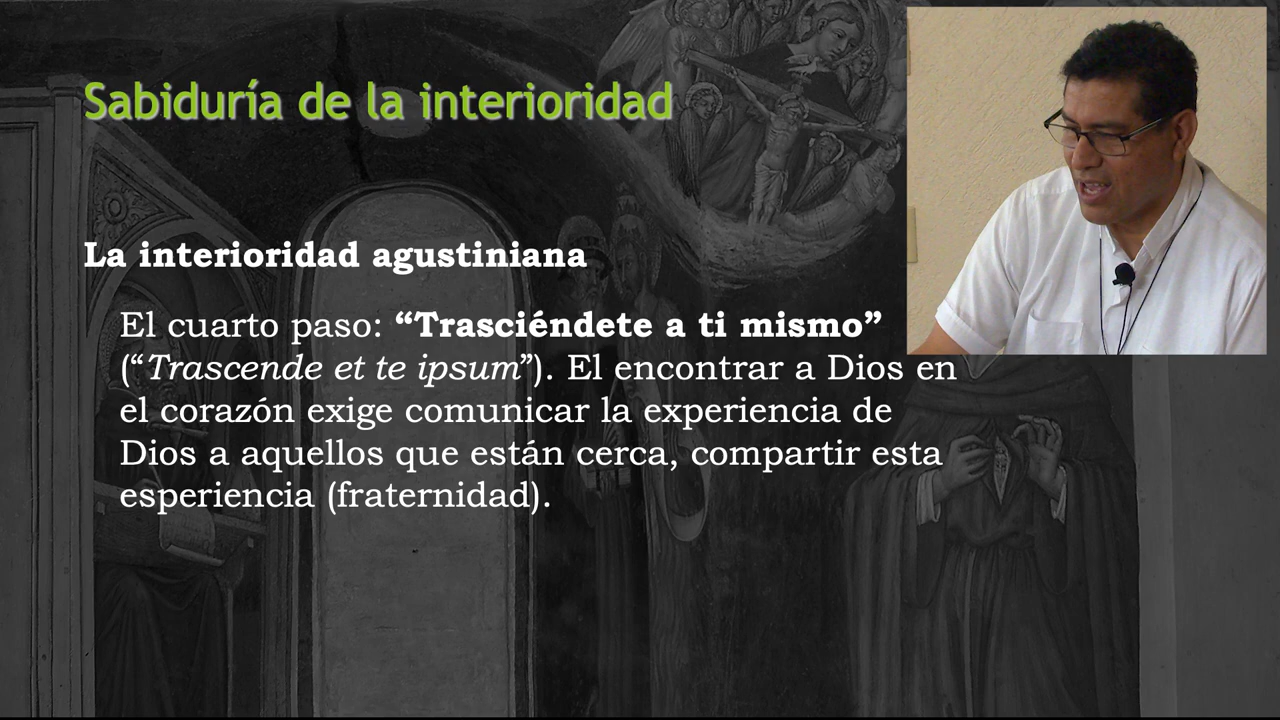 Sabiduría de la interioridad
La interioridad agustiniana
El cuarto paso: “Trasciéndete a ti mismo”
(“Trascende et te ipsum”). El encontrar a Dios en
el corazón exige comunicar la experiencia de
Dios a aquellos que están cerca, compartir esta
esperiencia (fraternidad).